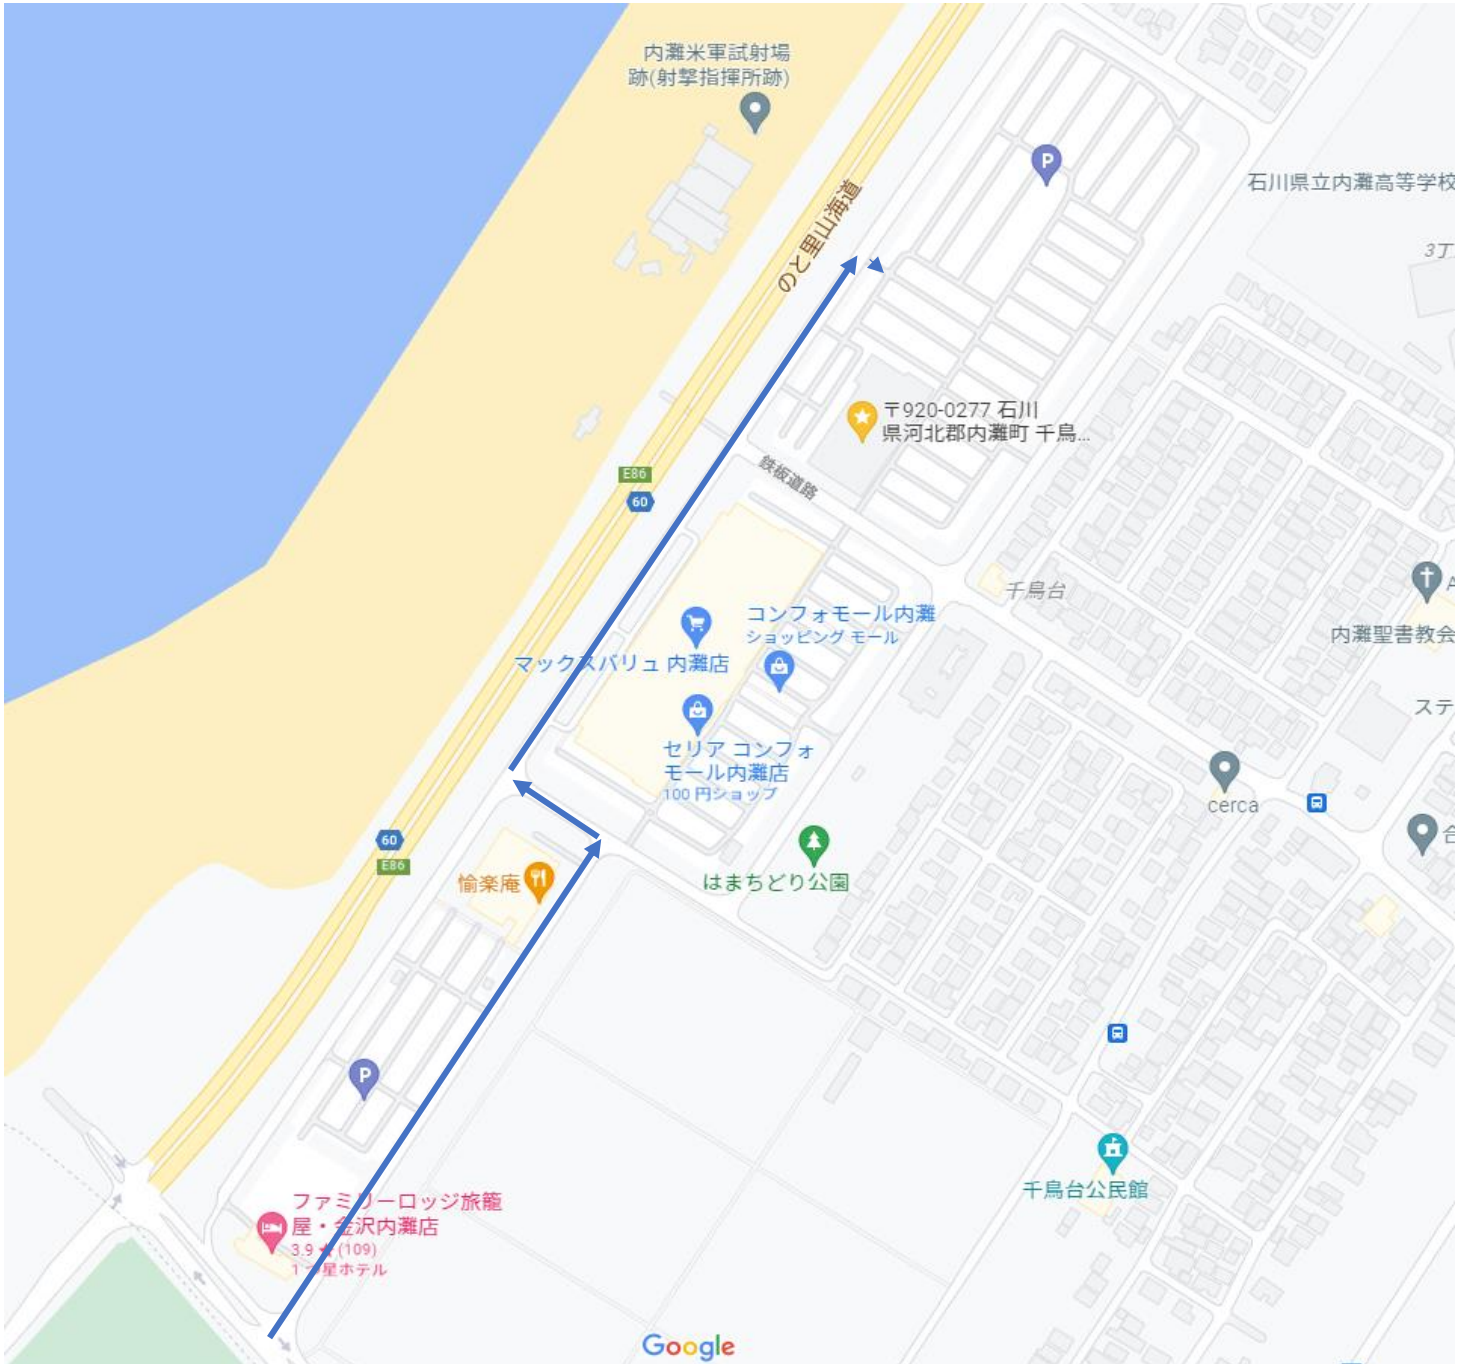 内灘米軍試射場
跡(射撃指揮所跡)
P
石川県立内灘高等学校
のと里山海道
3丁
〒920-0277 石川
県河北郡内灘町 千鳥...
鉄板道路
E86
60
千鳥台
コンフォモール内灘
ショッピング モール
マックスバリュ 内灘店
内灘聖書教会
ステ
セリア コンフォ
モール内灘店
100 円ショップ
cerca
60
E86
愉楽庵
はまちどり公園
合
P
千鳥台公民館
ファミリーロッジ旅籠
屋・金沢内灘店
3.9 ★ (109)
1 つ星ホテル
Google